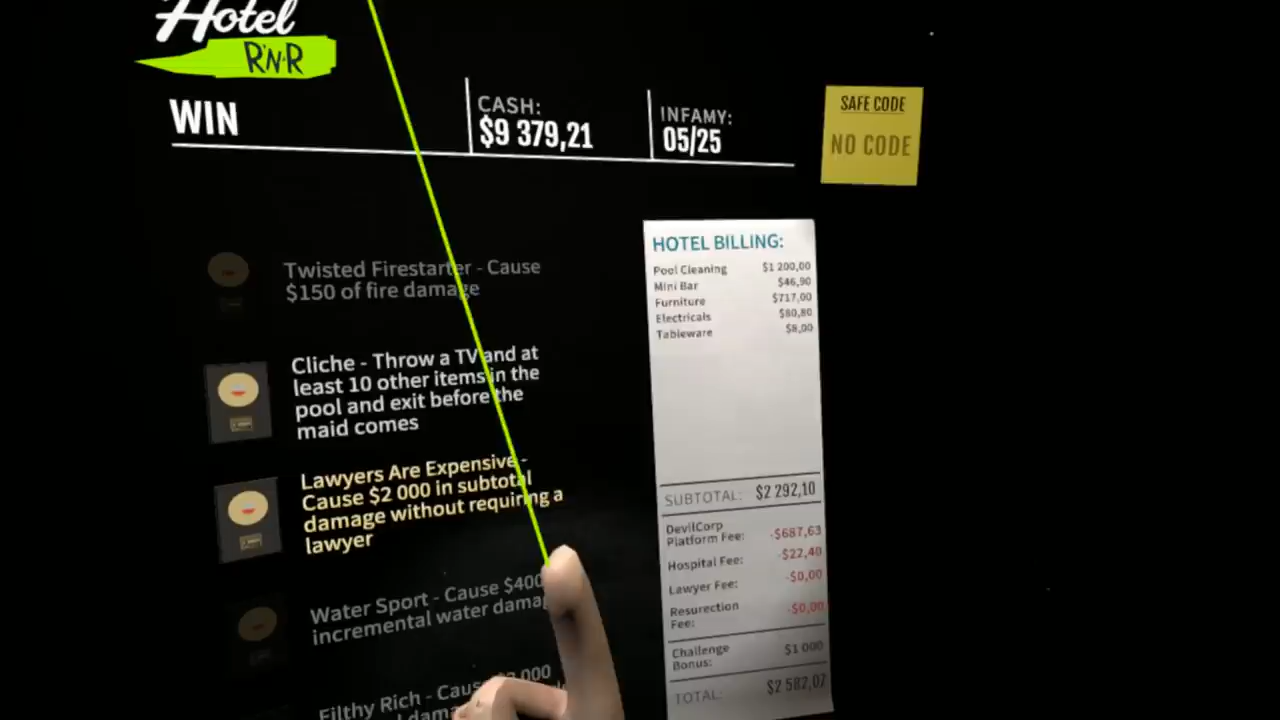 Hotel
R'N'R
WIN
CASH:
$9 379,21
INFAMY:
05/25
SAFE CODE
NO CODE
Twisted Firestarter - Cause
$150 of fire damage
Cliche - Throw a TV and at
least 10 other items in the
pool and exit before the
maid comes
Lawyers Are Expensive -
Cause $2 000 in subtotal
damage without requiring a
lawyer
Water Sport - Cause $400
incremental water damag
Filthy Rich - Caus 000
HOTEL BILLING:
Pool Cleaning $1 200,00
Mini Bar $46,90
Furniture $717,00
Electricals $80,80
Tableware $8,00
SUBTOTAL: $2 292,10
DevilCorp
Platform Fee: -$687,63
Hospital Fee: -$22,40
Lawyer Fee: -$0,00
Resurection
Fee: -$0,00
Challenge
Bonus: $1 000
TOTAL: $2 582,07